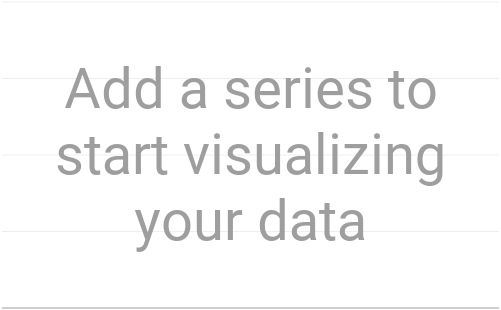 Add a series to
start visualizing
your data